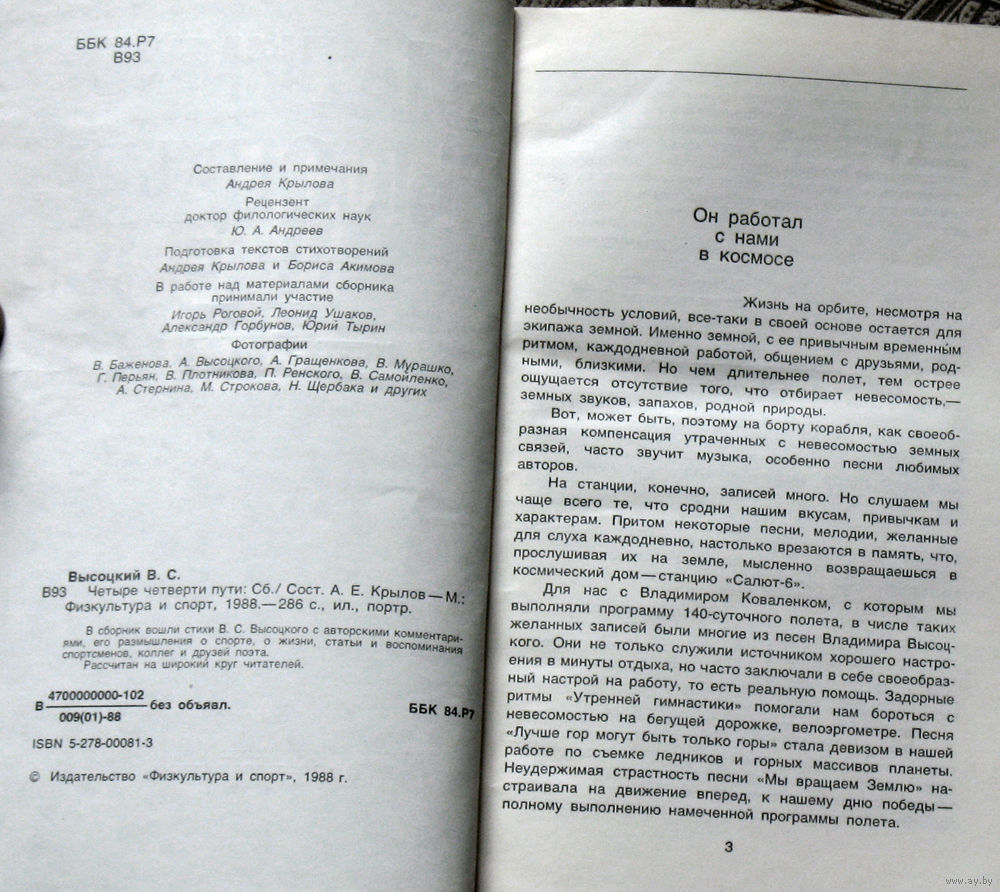 ББК 84.Р7
В93
Составление и примечания
Андрея Крылова
Рецензент
доктор филологических наук
Ю. А. Андреев
Подготовка текстов стихотворений
Андрея Крылова и Бориса Акимова
В работе над материалами сборника
принимали участие
Игорь Роговой, Леонид Ушаков,
Александр Горбунов, Юрий Тырин
Фотографии
В. Баженова, А. Высоцкого, А. Гращенкова, В. Мурашко,
Г. Перьян, В. Плотникова, П. Ренского, В. Самойленко,
А. Стернина, М. Строкова, Н. Щербака и других
Высоцкий В. С.
В93 Четыре четверти пути: Сб./ Сост. А. Е. Крылов — М.:
Физкультура и спорт, 1988.— 286 с., ил., портр.
В сборник вошли стихи В. С. Высоцкого с авторскими комментари-
ями, его размышления о спорте, о жизни, статьи и воспоминания
спортсменов, коллег и друзей поэта.
Рассчитан на широкий круг читателей.
4700000000-102
В без объявл.
009(01)-88
ББК 84.Р7
ISBN 5-278-00081-3
© Издательство «Физкультура и спорт», 1988 г.
Он работал
с нами
в космосе
Жизнь на орбите, несмотря на
необычность условий, все-таки в своей основе остается для
экипажа земной. Именно земной, с ее привычным временным
ритмом, каждодневной работой, общением с друзьями, род-
ными, близкими. Но чем длительнее полет, тем острее
ощущается отсутствие того, что отбирает невесомость,—
земных звуков, запахов, родной природы.
Вот, может быть, поэтому на борту корабля, как своеоб-
разная компенсация утраченных с невесомостью земных
связей, часто звучит музыка, особенно песни любимых
авторов.
На станции, конечно, записей много. Но слушаем мы
чаще всего те, что сродни нашим вкусам, привычкам и
характерам. Притом некоторые песни, мелодии, желанные
для слуха каждодневно, настолько врезаются в память, что,
прослушивая их на земле, мысленно возвращаешься в
космический дом — станцию «Салют-6».
Для нас с Владимиром Коваленком, с которым мы
выполняли программу 140-суточного полета, в числе таких
желанных записей были многие из песен Владимира Высоц-
кого. Они не только служили источником хорошего настро-
ения в минуты отдыха, но часто заключали в себе своеобраз-
ный настрой на работу, то есть реальную помощь. Задорные
ритмы «Утренней гимнастики» помогали нам бороться с
невесомостью на бегущей дорожке, велоэргометре. Песня
«Лучше гор могут быть только горы» стала девизом в нашей
работе по съемке ледников и горных массивов планеты.
Неудержимая страстность песни «Мы вращаем Землю» на-
страивала на движение вперед, к нашему дню победы —
полному выполнению намеченной программы полета.
3
www.ay.by